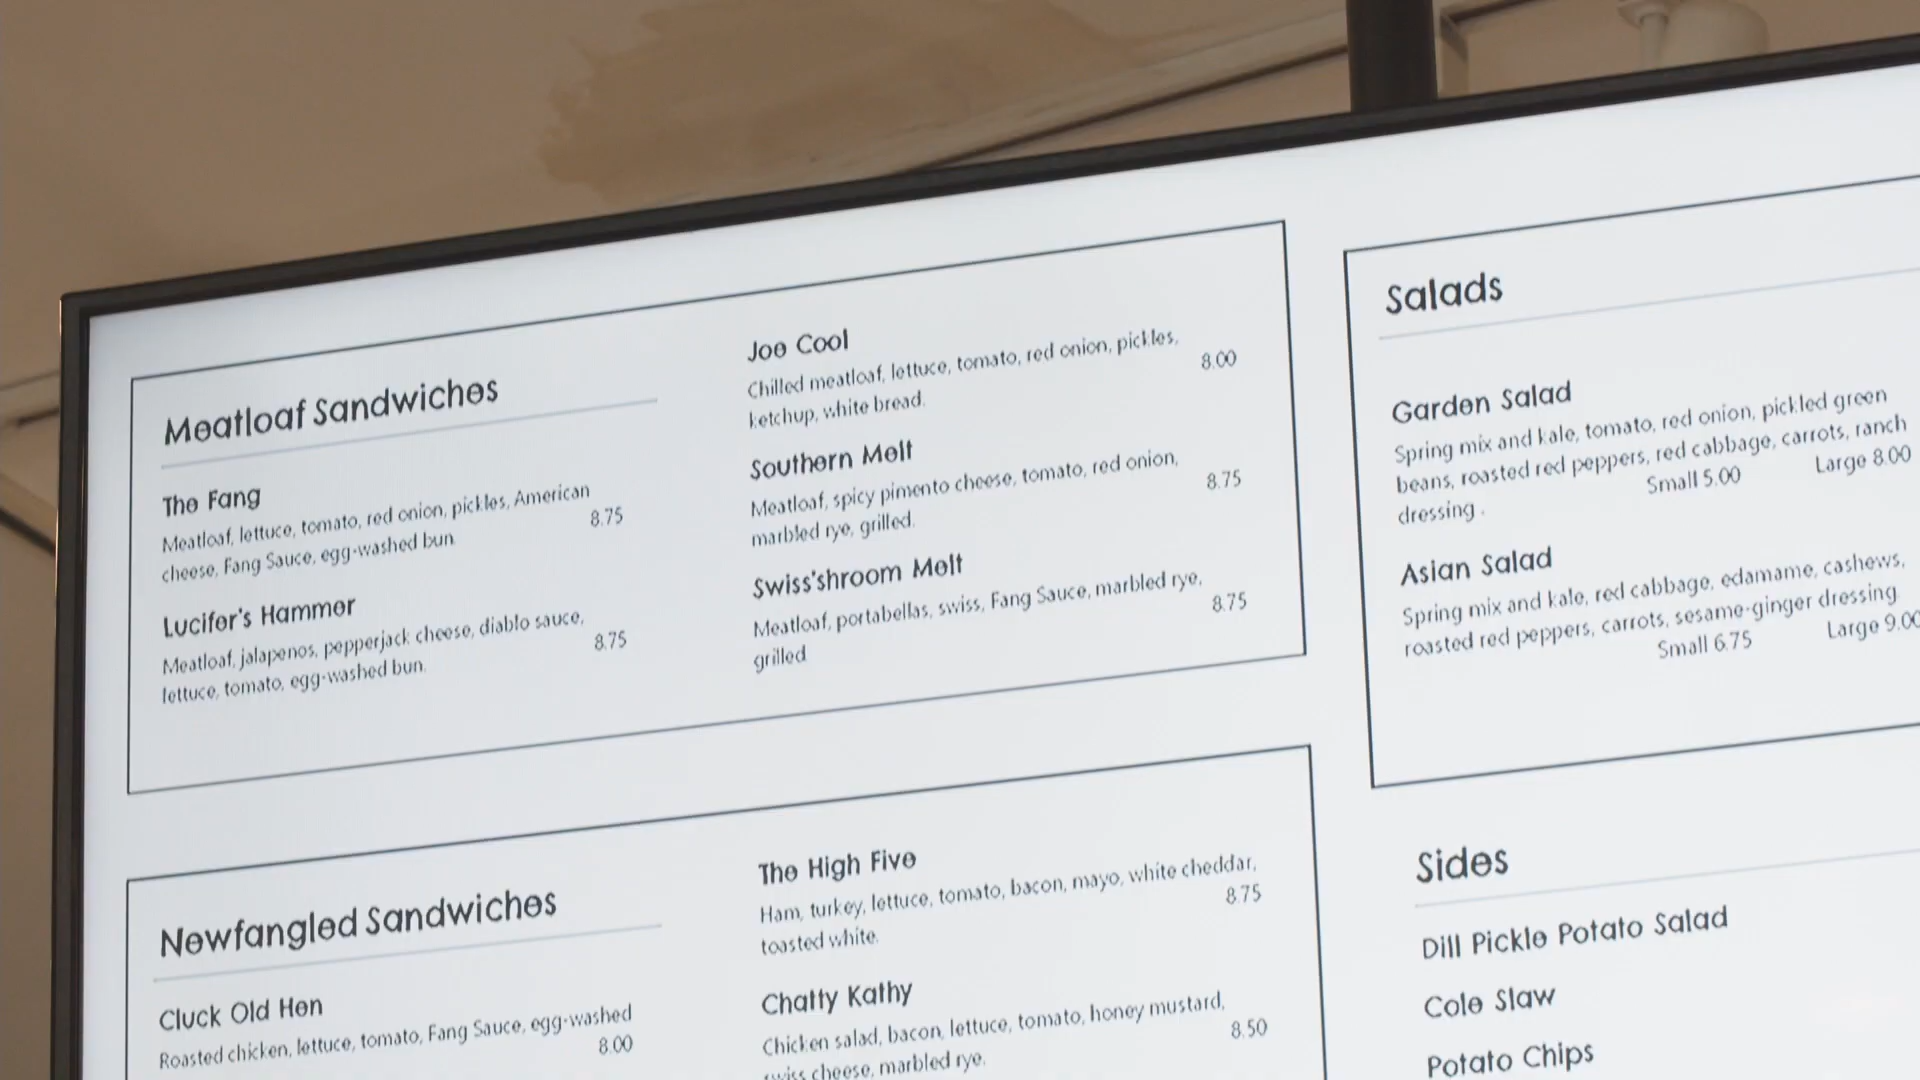 Meatloaf Sandwiches
The Fang
Meatloaf, lettuce, tomato, red onion, pickles, American
cheese, Fang Sauce, egg-washed bun.
8.75
Lucifer's Hammer
Meatloaf, jalapenos, pepperjack cheese, diablo sauce,
lettuce, tomato, egg-washed bun.
8.75
Joe Cool
Chilled meatloaf, lettuce, tomato, red onion, pickles,
ketchup, white bread.
8.00
Southern Melt
Meatloaf, spicy pimento cheese, tomato, red onion,
marbled rye, grilled.
8.75
Swiss'shroom Melt
Meatloaf, portabellas, swiss, Fang Sauce, marbled rye,
grilled
8.75
Salads
Garden Salad
Spring mix and kale, tomato, red onion, pickled green
beans, roasted red peppers, red cabbage, carrots, ranch
dressing .
Small 5.00 Large 8.00
Asian Salad
Spring mix and kale, red cabbage, edamame, cashews,
roasted red peppers, carrots, sesame-ginger dressing
Small 6.75 Large 9.00
Newfangled Sandwiches
Cluck Old Hen
Roasted chicken, lettuce, tomato, Fang Sauce, egg-washed
8.00
The High Five
Ham, turkey, lettuce, tomato, bacon, mayo, white cheddar,
toasted white.
8.75
Chatty Kathy
Chicken salad, bacon, lettuce, tomato, honey mustard,
swiss cheese, marbled rye.
8.50
Sides
Dill Pickle Potato Salad
Cole Slaw
Potato Chips